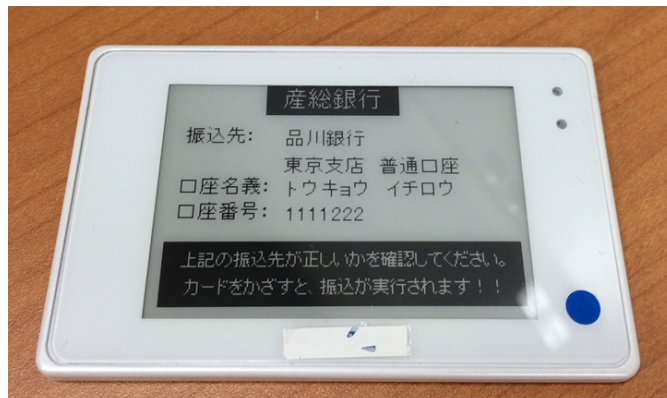 産総銀行
振込先: 品川銀行
東京支店 普通口座
口座名義: トウキョウ イチロウ
口座番号: 1111222
上記の振込先が正しいかを確認してください。
カードをかざすと、振込が実行されます!!